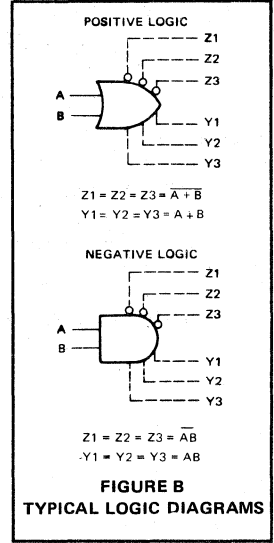 POSITIVE LOGIC
Z1
Z2
Z3
A
B
Y1
Y2
Y3
Z1 = Z2 = Z3 = A̅ ̅+̅ ̅B̅
Y1 = Y2 = Y3 = A + B
NEGATIVE LOGIC
Z1
Z2
Z3
A
B
Y1
Y2
Y3
Z1 = Z2 = Z3 = A̅B̅
-Y1 = Y2 = Y3 = AB
FIGURE B
TYPICAL LOGIC DIAGRAMS